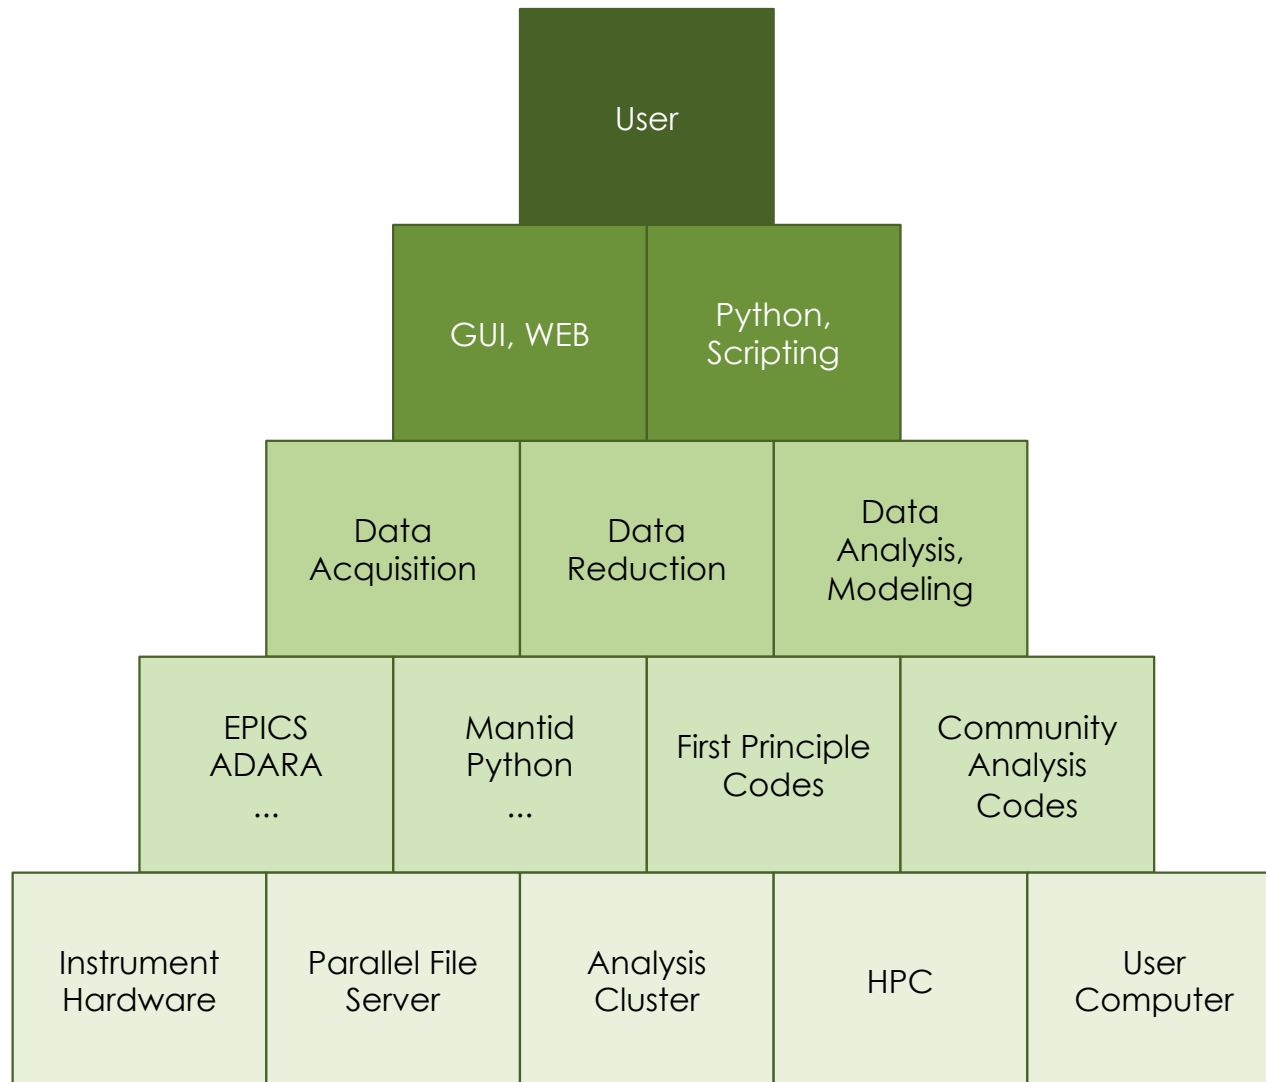 User
GUI, WEB
Python,
Scripting
Data
Acquisition
Data
Reduction
Data
Analysis,
Modeling
EPICS
ADARA
...
Mantid
Python
...
First Principle
Codes
Community
Analysis
Codes
Instrument
Hardware
Parallel File
Server
Analysis
Cluster
HPC
User
Computer